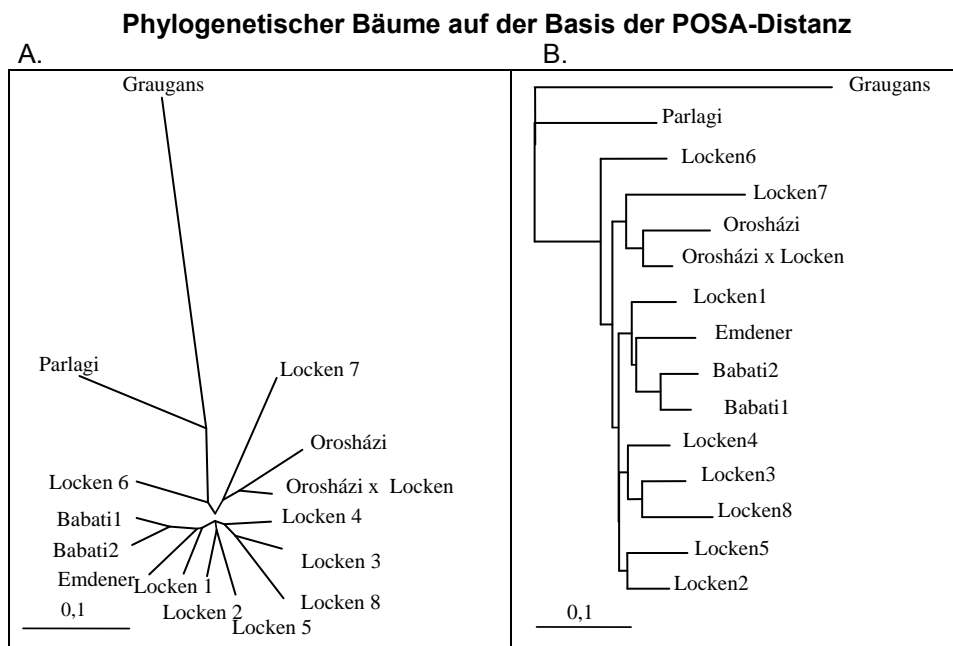 Phylogenetischer Bäume auf der Basis der POSA-Distanz
A.
Graugans
Parlagi
Locken 7
Orosházi
Locken 6
Orosházi x Locken
Babati1
Locken 4
Babati2
Locken 3
Emdener
Locken 1
Locken 8
Locken 2
Locken 5
0,1
B.
Graugans
Parlagi
Locken6
Locken7
Orosházi
Orosházi x Locken
Locken1
Emdener
Babati2
Babati1
Locken4
Locken3
Locken8
Locken5
Locken2
0,1